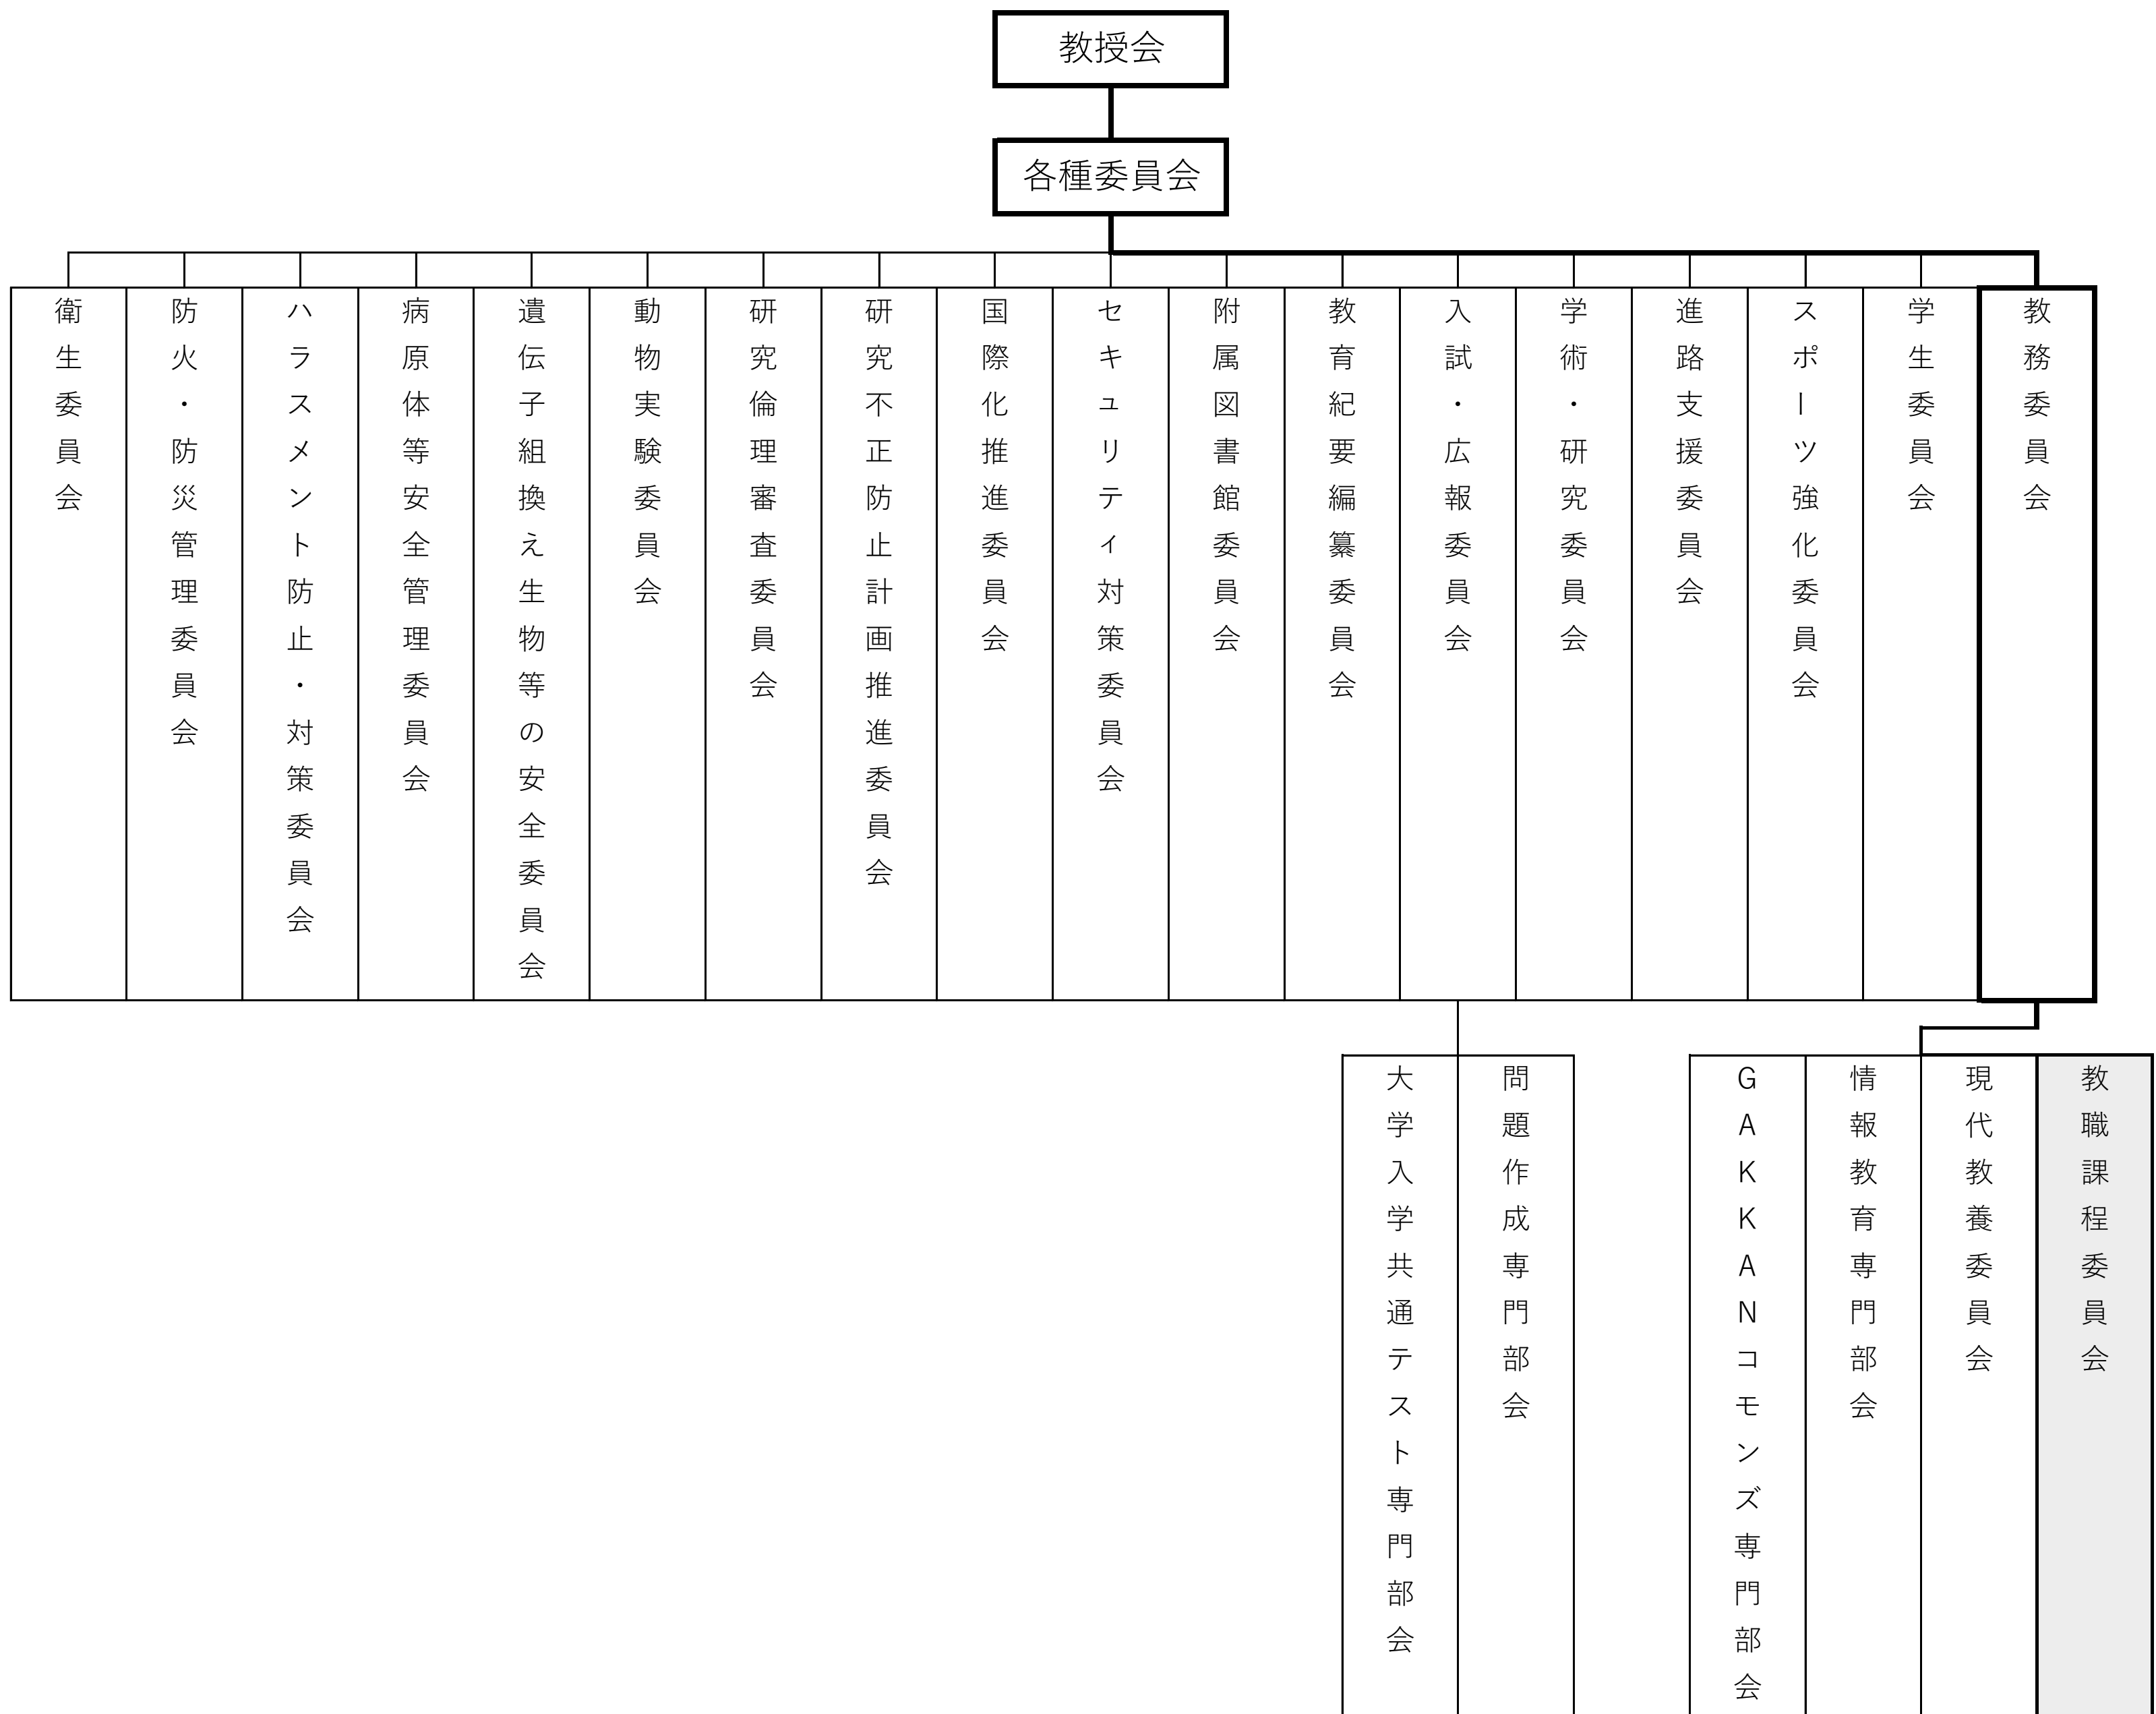 教授会
各種委員会
教務委員会
学生委員会
スポーツ強化委員会
進路支援委員会
学術・研究委員会
入試・広報委員会
教育紀要編纂委員会
附属図書館委員会
セキュリティ対策委員会
国際化推進委員会
研究不正防止計画推進委員会
研究倫理審査委員会
動物実験委員会
遺伝子組換え生物等の安全委員会
病原体等安全管理委員会
ハラスメント防止・対策委員会
防火・防災管理委員会
衛生委員会
教職課程委員会
現代教養委員会
情報教育専門部会
GAKKANコモンズ専門部会
問題作成専門部会
大学入学共通テスト専門部会